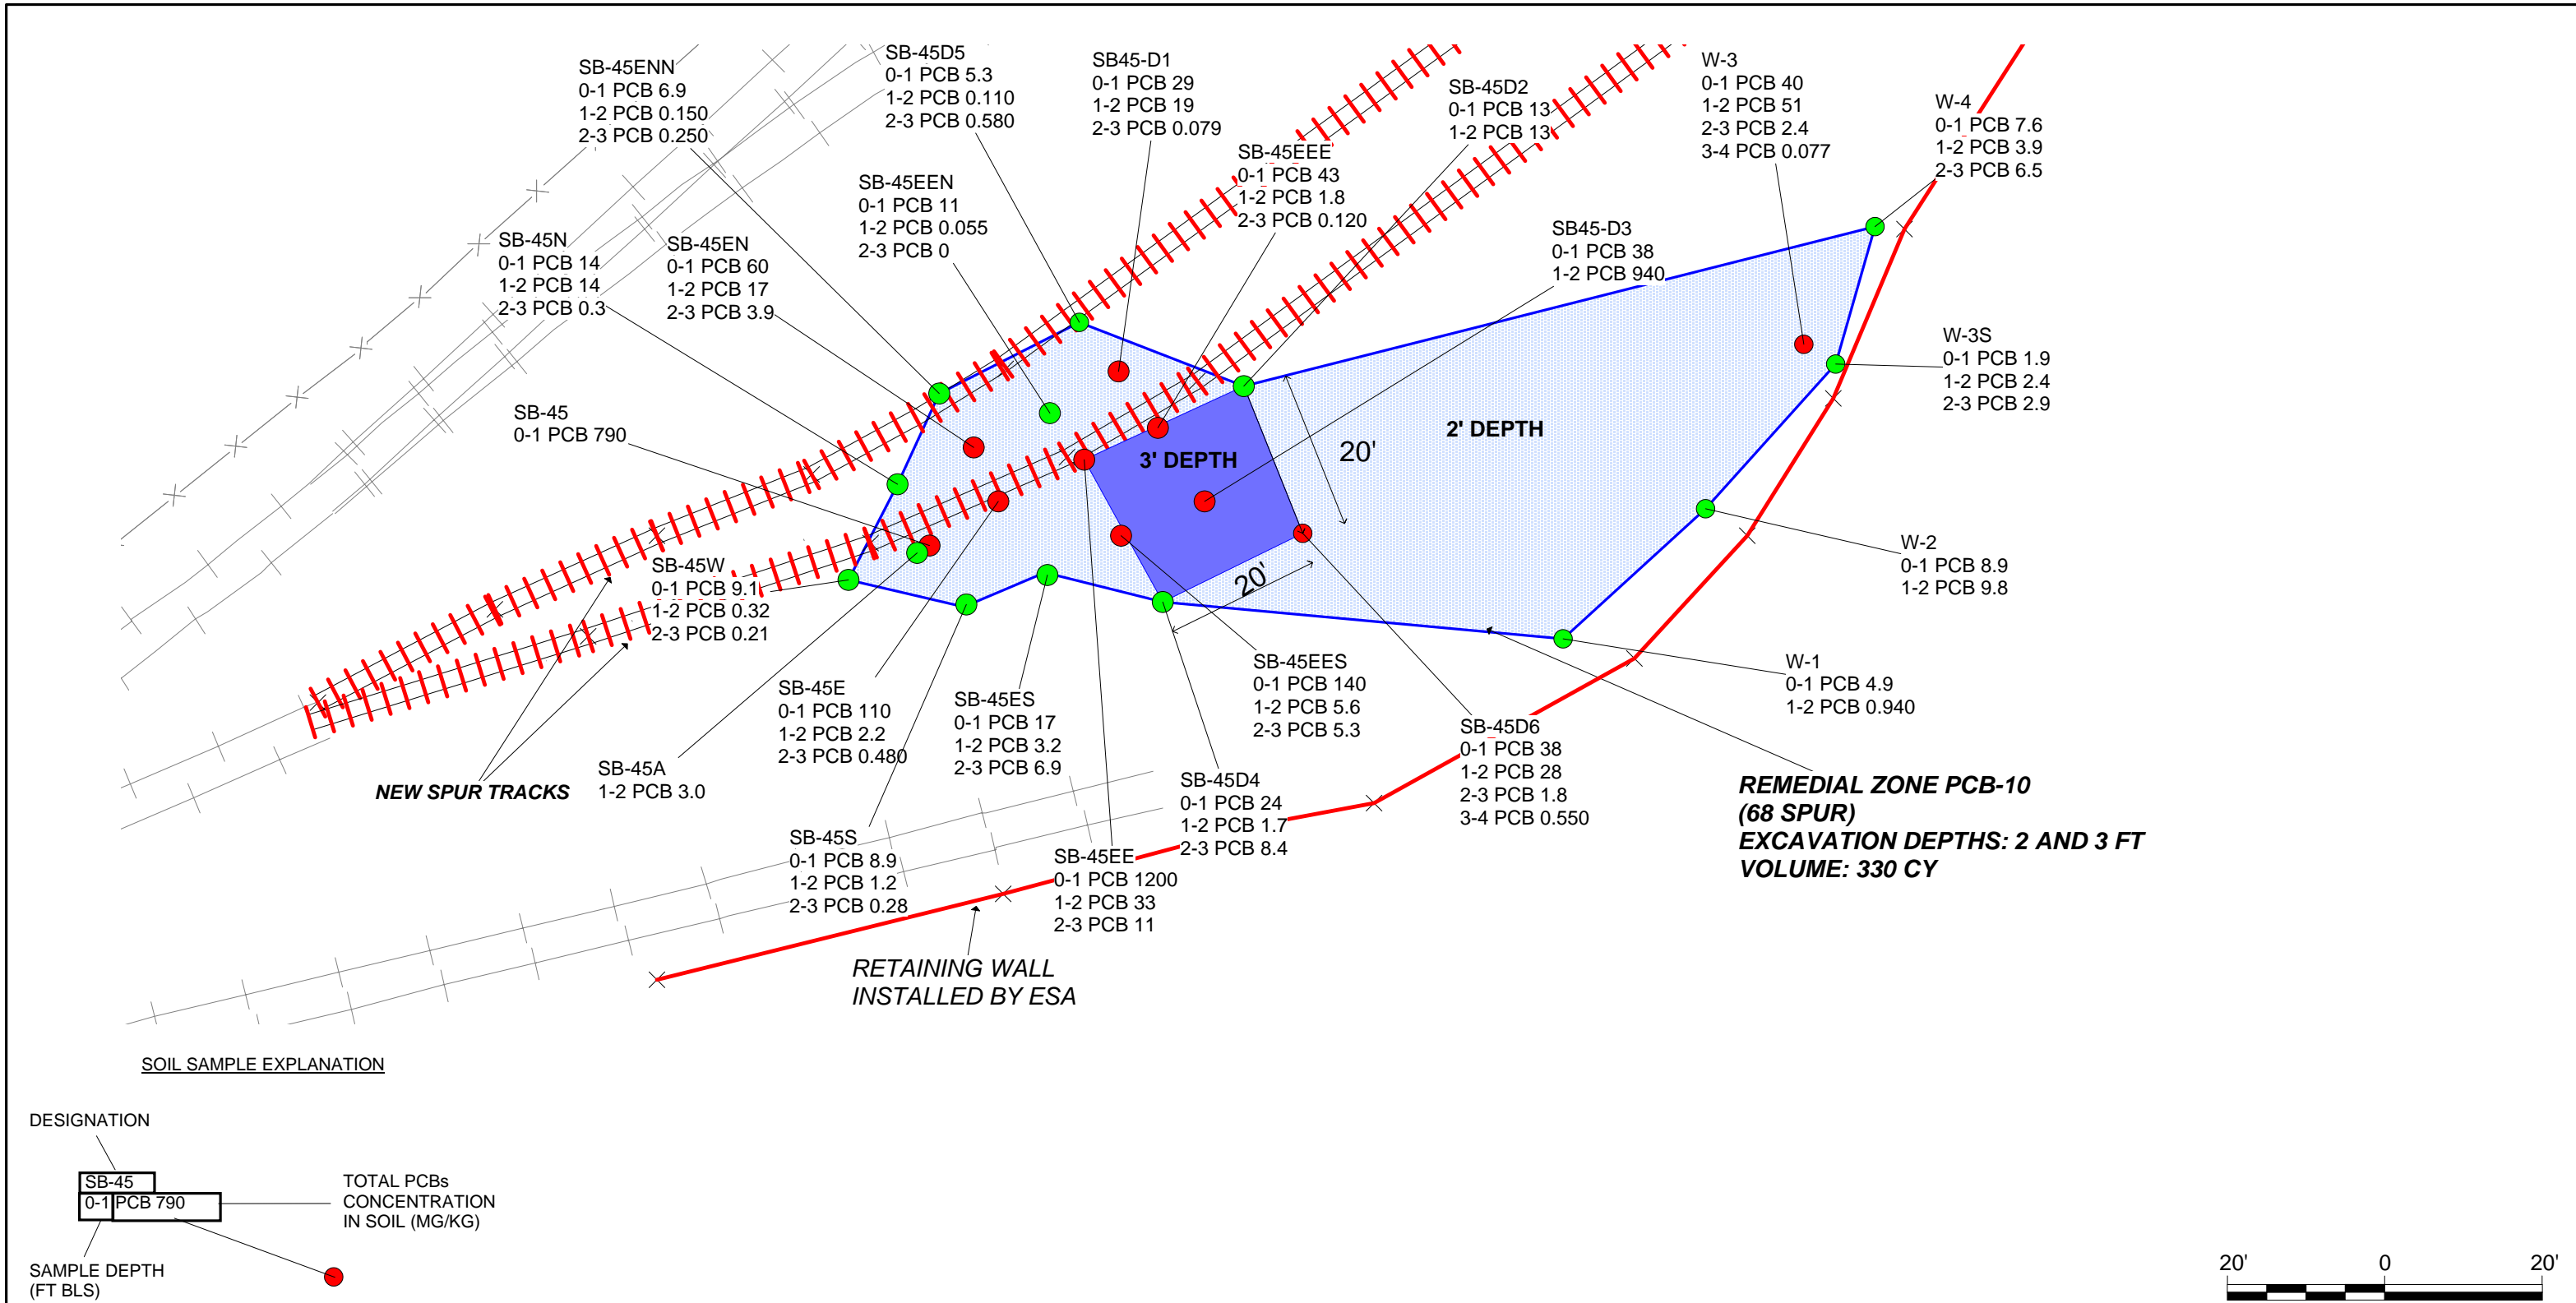 SB-45ENN
0-1 PCB 6.9
1-2 PCB 0.150
2-3 PCB 0.250
SB-45D5
0-1 PCB 5.3
1-2 PCB 0.110
2-3 PCB 0.580
SB45-D1
0-1 PCB 29
1-2 PCB 19
2-3 PCB 0.079
SB-45D2
0-1 PCB 13
1-2 PCB 13
W-3
0-1 PCB 40
1-2 PCB 51
2-3 PCB 2.4
3-4 PCB 0.077
W-4
0-1 PCB 7.6
1-2 PCB 3.9
2-3 PCB 6.5
SB-45EEE
0-1 PCB 43
1-2 PCB 1.8
2-3 PCB 0.120
SB-45EEN
0-1 PCB 11
1-2 PCB 0.055
2-3 PCB 0
SB-45N
0-1 PCB 14
1-2 PCB 14
2-3 PCB 0.3
SB-45EN
0-1 PCB 60
1-2 PCB 17
2-3 PCB 3.9
SB45-D3
0-1 PCB 38
1-2 PCB 940
W-3S
0-1 PCB 1.9
1-2 PCB 2.4
2-3 PCB 2.9
SB-45
0-1 PCB 790
2' DEPTH
20'
3' DEPTH
20'
W-2
0-1 PCB 8.9
1-2 PCB 9.8
SB-45W
0-1 PCB 9.1
1-2 PCB 0.32
2-3 PCB 0.21
W-1
0-1 PCB 4.9
1-2 PCB 0.940
SB-45EES
0-1 PCB 140
1-2 PCB 5.6
2-3 PCB 5.3
SB-45E
0-1 PCB 110
1-2 PCB 2.2
2-3 PCB 0.480
SB-45ES
0-1 PCB 17
1-2 PCB 3.2
2-3 PCB 6.9
SB-45D6
0-1 PCB 38
1-2 PCB 28
2-3 PCB 1.8
3-4 PCB 0.550
NEW SPUR TRACKS
SB-45A
1-2 PCB 3.0
SB-45D4
0-1 PCB 24
1-2 PCB 1.7
2-3 PCB 8.4
REMEDIAL ZONE PCB-10
(68 SPUR)
EXCAVATION DEPTHS: 2 AND 3 FT
VOLUME: 330 CY
SB-45S
0-1 PCB 8.9
1-2 PCB 1.2
2-3 PCB 0.28
SB-45EE
0-1 PCB 1200
1-2 PCB 33
2-3 PCB 11
RETAINING WALL
INSTALLED BY ESA
SOIL SAMPLE EXPLANATION
DESIGNATION
SB-45
0-1 PCB 790
TOTAL PCBs
CONCENTRATION
IN SOIL (MG/KG)
SAMPLE DEPTH
(FT BLS)
20' 0 20'